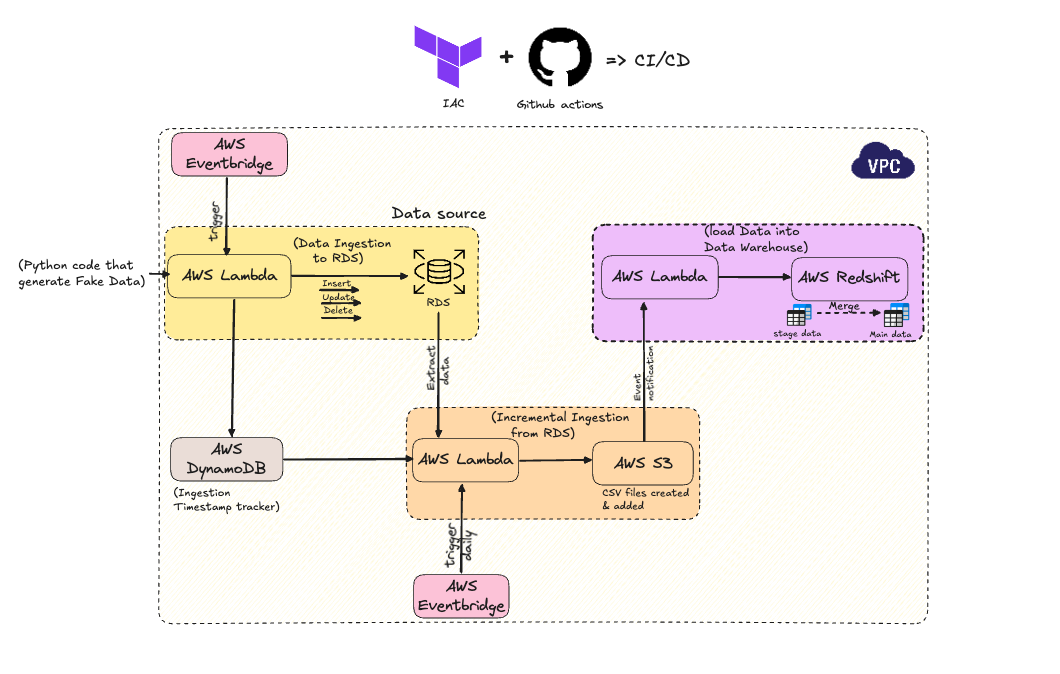 +
=> CI/CD
IAC
Github actions
AWS
Eventbridge
VPC
trigger
Data source
(Python code that
generate Fake Data)
AWS Lambda
(Data Ingestion
to RDS)
Insert
Update
Delete
RDS
(load Data into
Data Warehouse)
AWS Lambda
AWS Redshift
Merge
stage data
Main data
Extract
data
Event
notification
(Incremental Ingestion
from RDS)
AWS
DynamoDB
(Ingestion
Timestamp tracker)
AWS Lambda
AWS S3
CSV files created
& added
trigger
daily
AWS
Eventbridge